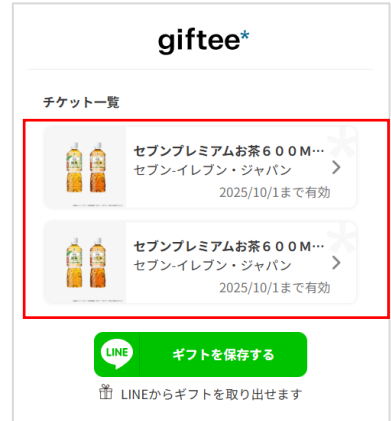 giftee*
チケット一覧
セブンプレミアムお茶６００Ｍ…
セブン-イレブン・ジャパン
2025/10/1まで有効
セブンプレミアムお茶６００Ｍ…
セブン-イレブン・ジャパン
2025/10/1まで有効
LINE ギフトを保存する
LINEからギフトを取り出せます